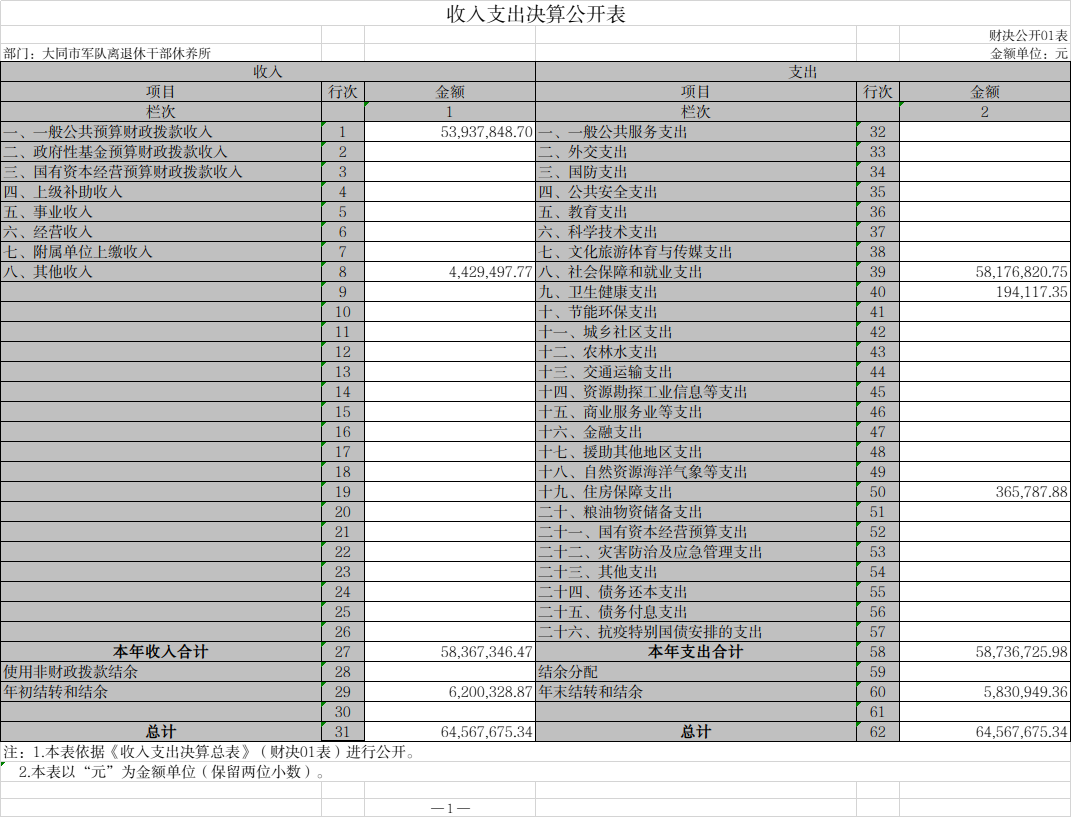 收入支出决算公开表
财决公开01表
部门：大同市军队离退休干部休养所 金额单位：元
收入 支出
项目 行次 金额 项目 行次 金额
栏次 1 栏次 2
一、一般公共预算财政拨款收入 1 53,937,848.70 一、一般公共服务支出 32
二、政府性基金预算财政拨款收入 2 二、外交支出 33
三、国有资本经营预算财政拨款收入 3 三、国防支出 34
四、上级补助收入 4 四、公共安全支出 35
五、事业收入 5 五、教育支出 36
六、经营收入 6 六、科学技术支出 37
七、附属单位上缴收入 7 七、文化旅游体育与传媒支出 38
八、其他收入 8 4,429,497.77 八、社会保障和就业支出 39 58,176,820.75
9 九、卫生健康支出 40 194,117.35
10 十、节能环保支出 41
11 十一、城乡社区支出 42
12 十二、农林水支出 43
13 十三、交通运输支出 44
14 十四、资源勘探工业信息等支出 45
15 十五、商业服务业等支出 46
16 十六、金融支出 47
17 十七、援助其他地区支出 48
18 十八、自然资源海洋气象等支出 49
19 十九、住房保障支出 50 365,787.88
20 二十、粮油物资储备支出 51
21 二十一、国有资本经营预算支出 52
22 二十二、灾害防治及应急管理支出 53
23 二十三、其他支出 54
24 二十四、债务还本支出 55
25 二十五、债务付息支出 56
26 二十六、抗疫特别国债安排的支出 57
本年收入合计 27 58,367,346.47 本年支出合计 58 58,736,725.98
使用非财政拨款结余 28 结余分配 59
年初结转和结余 29 6,200,328.87 年末结转和结余 60 5,830,949.36
30 61
总计 31 64,567,675.34 总计 62 64,567,675.34
注：1.本表依据《收入支出决算总表》（财决01表）进行公开。
2.本表以“元”为金额单位（保留两位小数）。
—1—